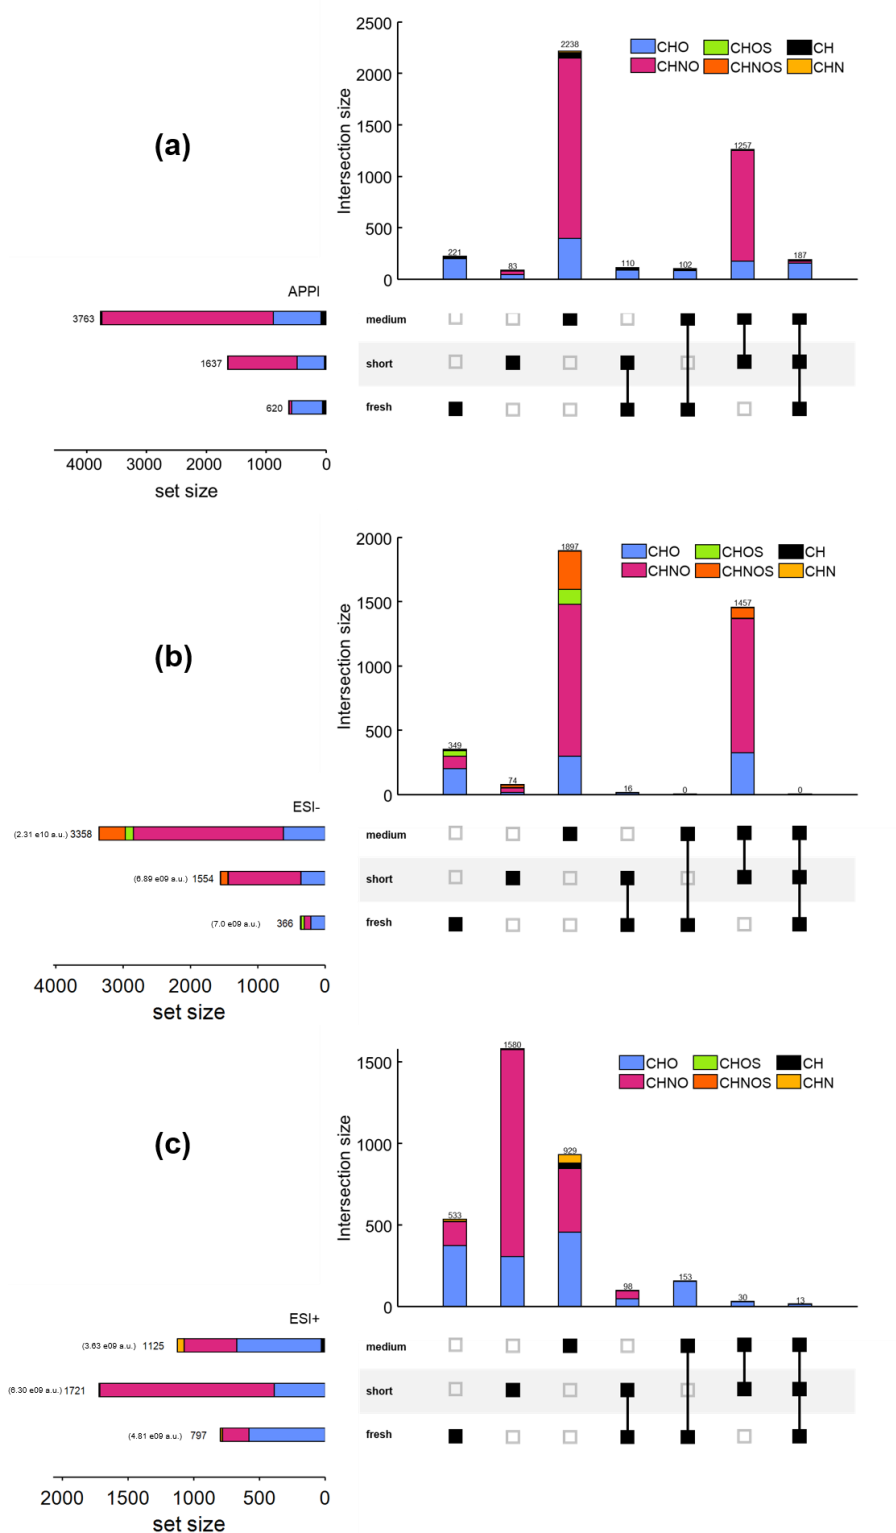 2500
2238
CHO CHOS CH
CHNO CHNOS CHN
2000
Intersection size
(a)
1500
1257
1000
500
221 83 110 102 187
0
APPI
3763
medium
1637
short
620
fresh
4000 3000 2000 1000 0
set size
2000
1897
CHO CHOS CH
CHNO CHNOS CHN
1500
1457
Intersection size
(b)
1000
500
349 74 16 0 0
0
ESI-
(2.31 e10 a.u.) 3358
medium
(6.89 e09 a.u.) 1554
short
(7.0 e09 a.u.) 366
fresh
4000 3000 2000 1000 0
set size
1580
1500
CHO CHOS CH
CHNO CHNOS CHN
Intersection size
(c)
1000
929
533
500
98 153 30 13
0
ESI+
(3.63 e09 a.u.) 1125
medium
(6.30 e09 a.u.) 1721
short
(4.81 e09 a.u.) 797
fresh
2000 1500 1000 500 0
set size